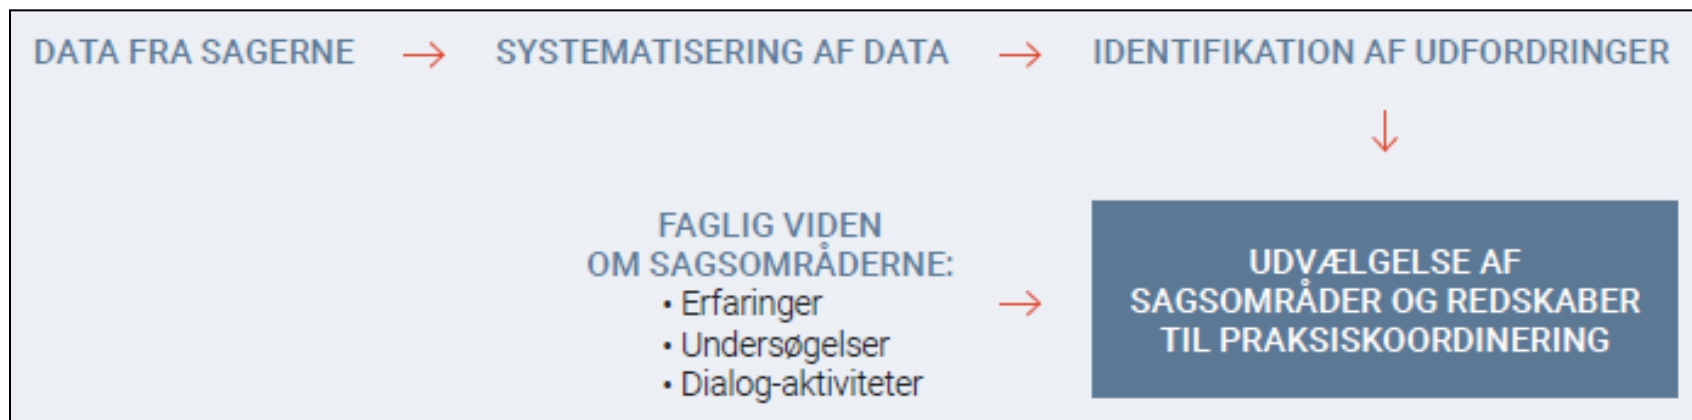 DATA FRA SAGERNE → SYSTEMATISERING AF DATA → IDENTIFIKATION AF UDFORDRINGER
↓
FAGLIG VIDEN
OM SAGSOMRÅDERNE:
• Erfaringer
• Undersøgelser
• Dialog-aktiviteter
→
UDVÆLGELSE AF
SAGSOMRÅDER OG REDSKABER
TIL PRAKSISKOORDINERING